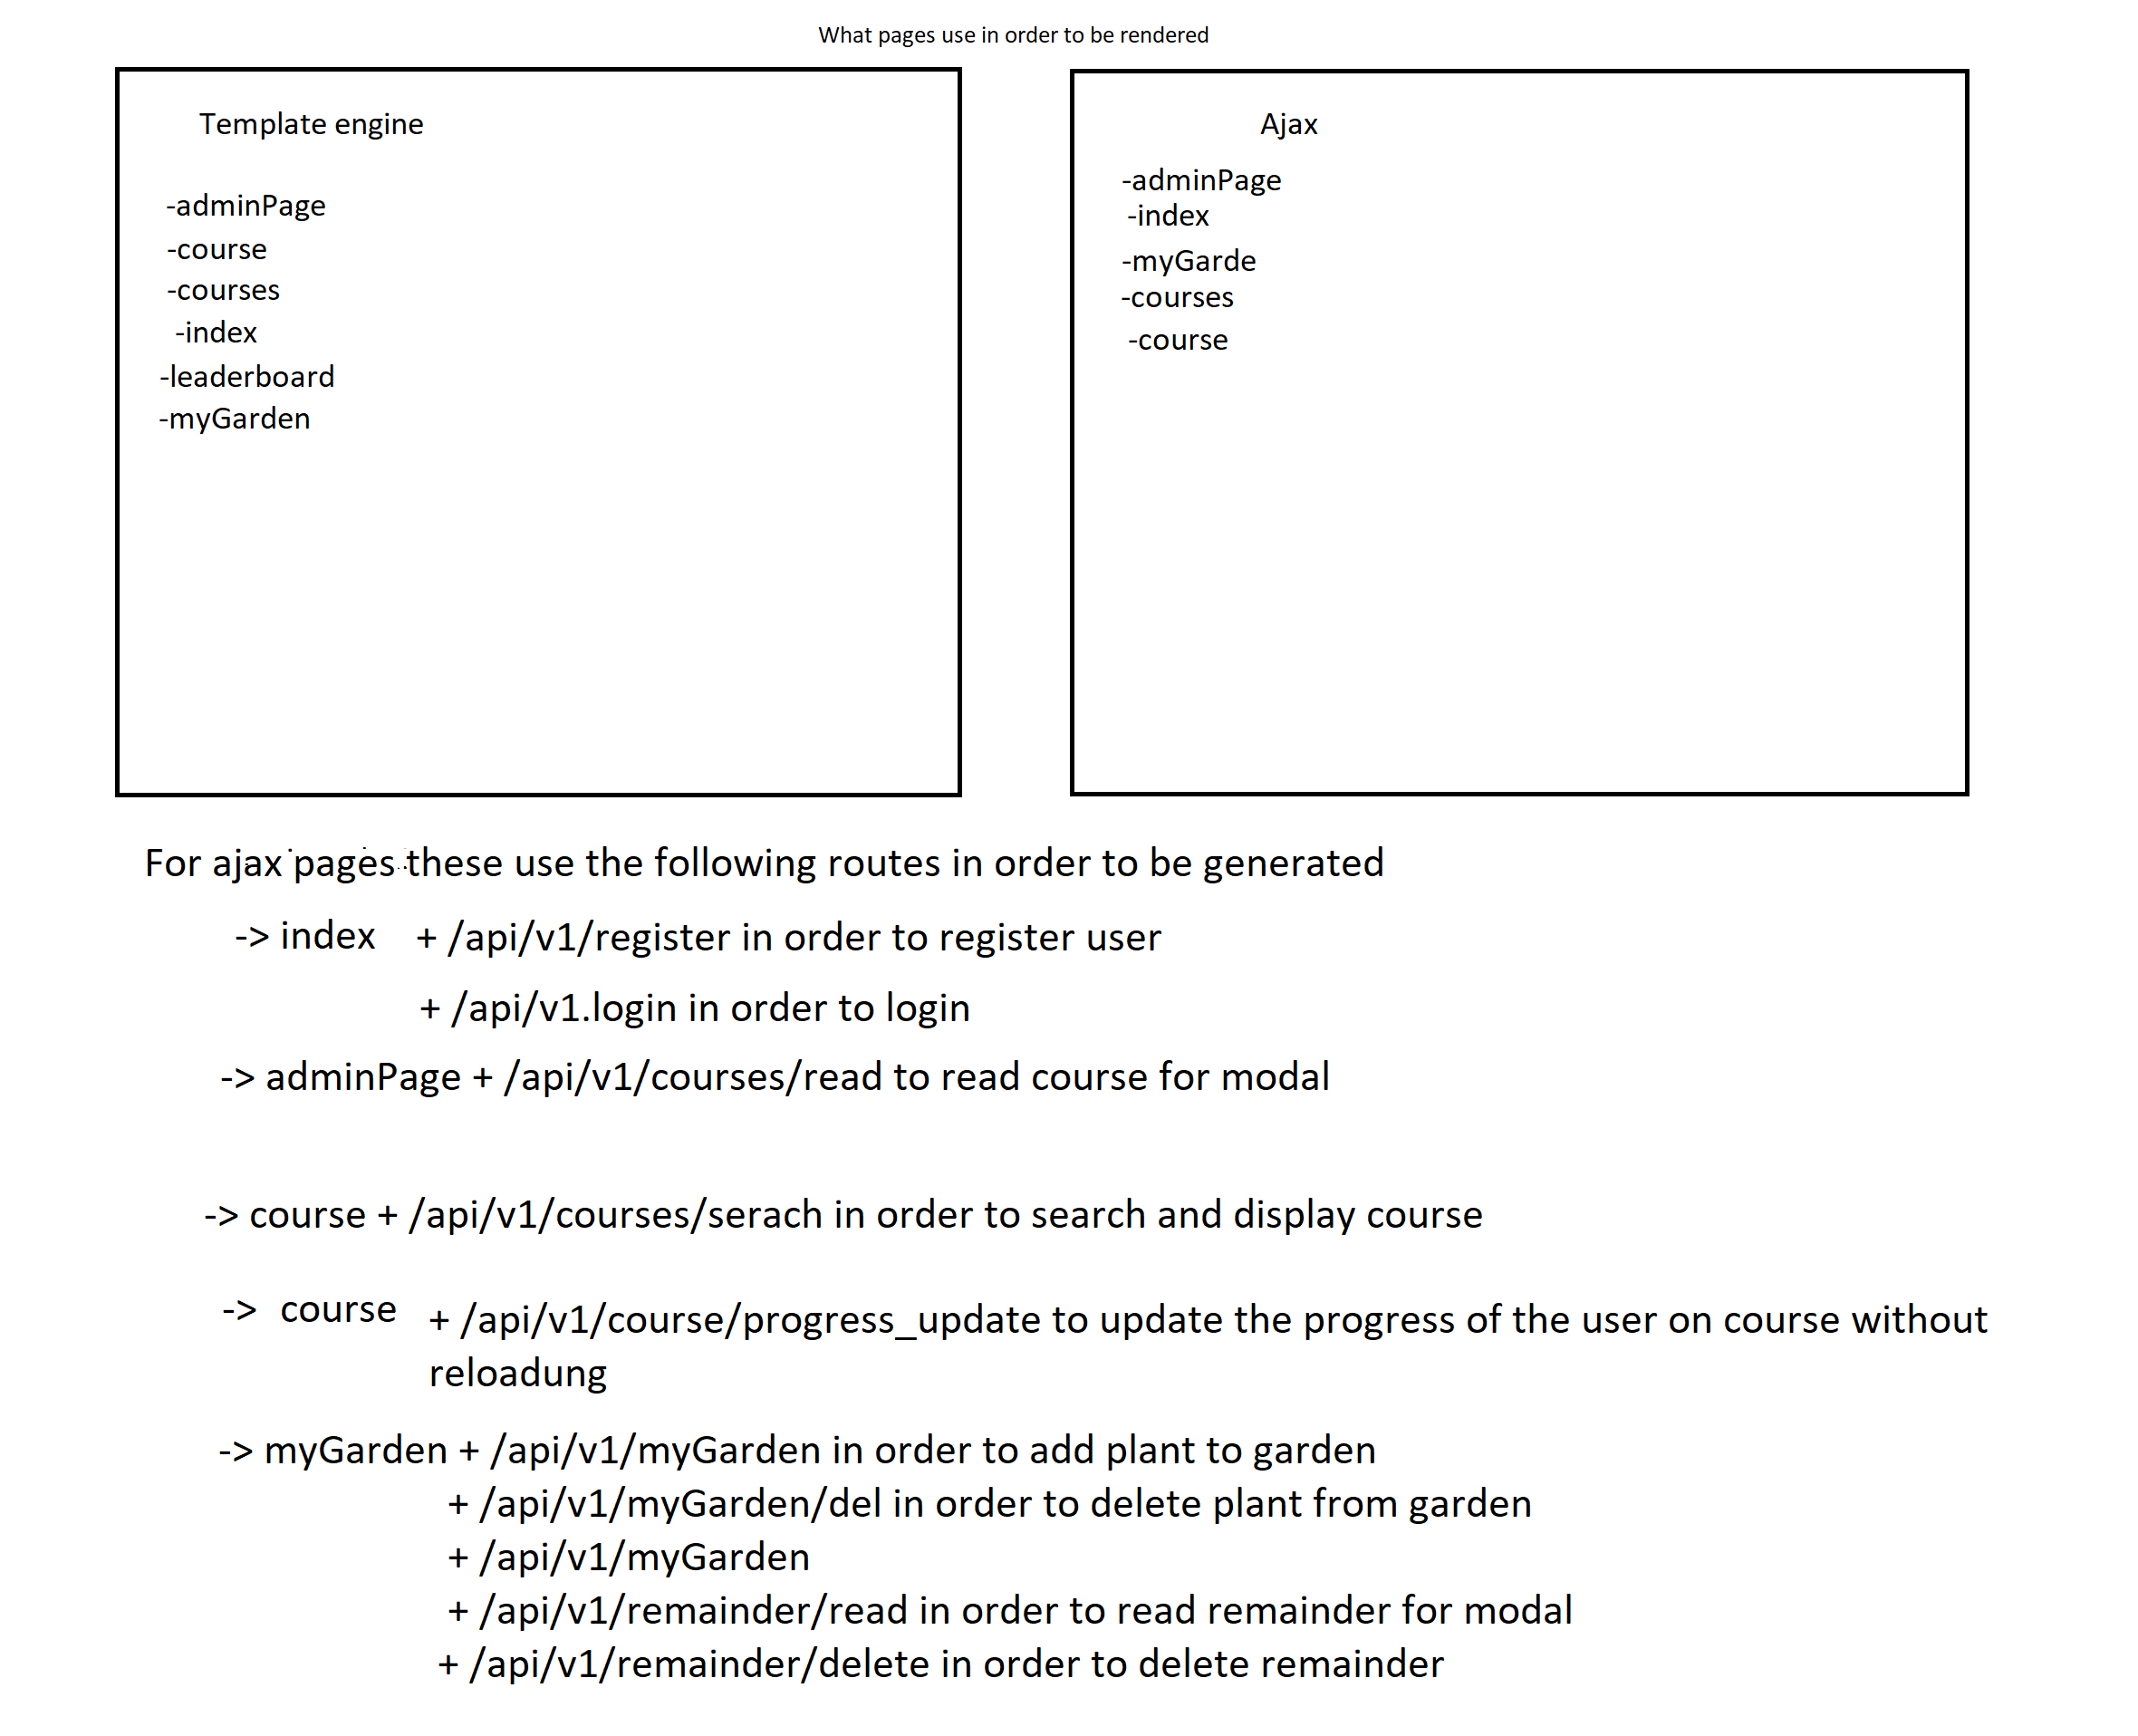 What pages use in order to be rendered
Template engine
-adminPage
-course
-courses
-index
-leaderboard
-myGarden
Ajax
-adminPage
-index
-myGarde
-courses
-course
For ajax pages these use the following routes in order to be generated
-> index + /api/v1/register in order to register user
+ /api/v1.login in order to login
-> adminPage + /api/v1/courses/read to read course for modal
-> course + /api/v1/courses/serach in order to search and display course
-> course + /api/v1/course/progress_update to update the progress of the user on course without
reloadung
-> myGarden + /api/v1/myGarden in order to add plant to garden
+ /api/v1/myGarden/del in order to delete plant from garden
+ /api/v1/myGarden
+ /api/v1/remainder/read in order to read remainder for modal
+ /api/v1/remainder/delete in order to delete remainder